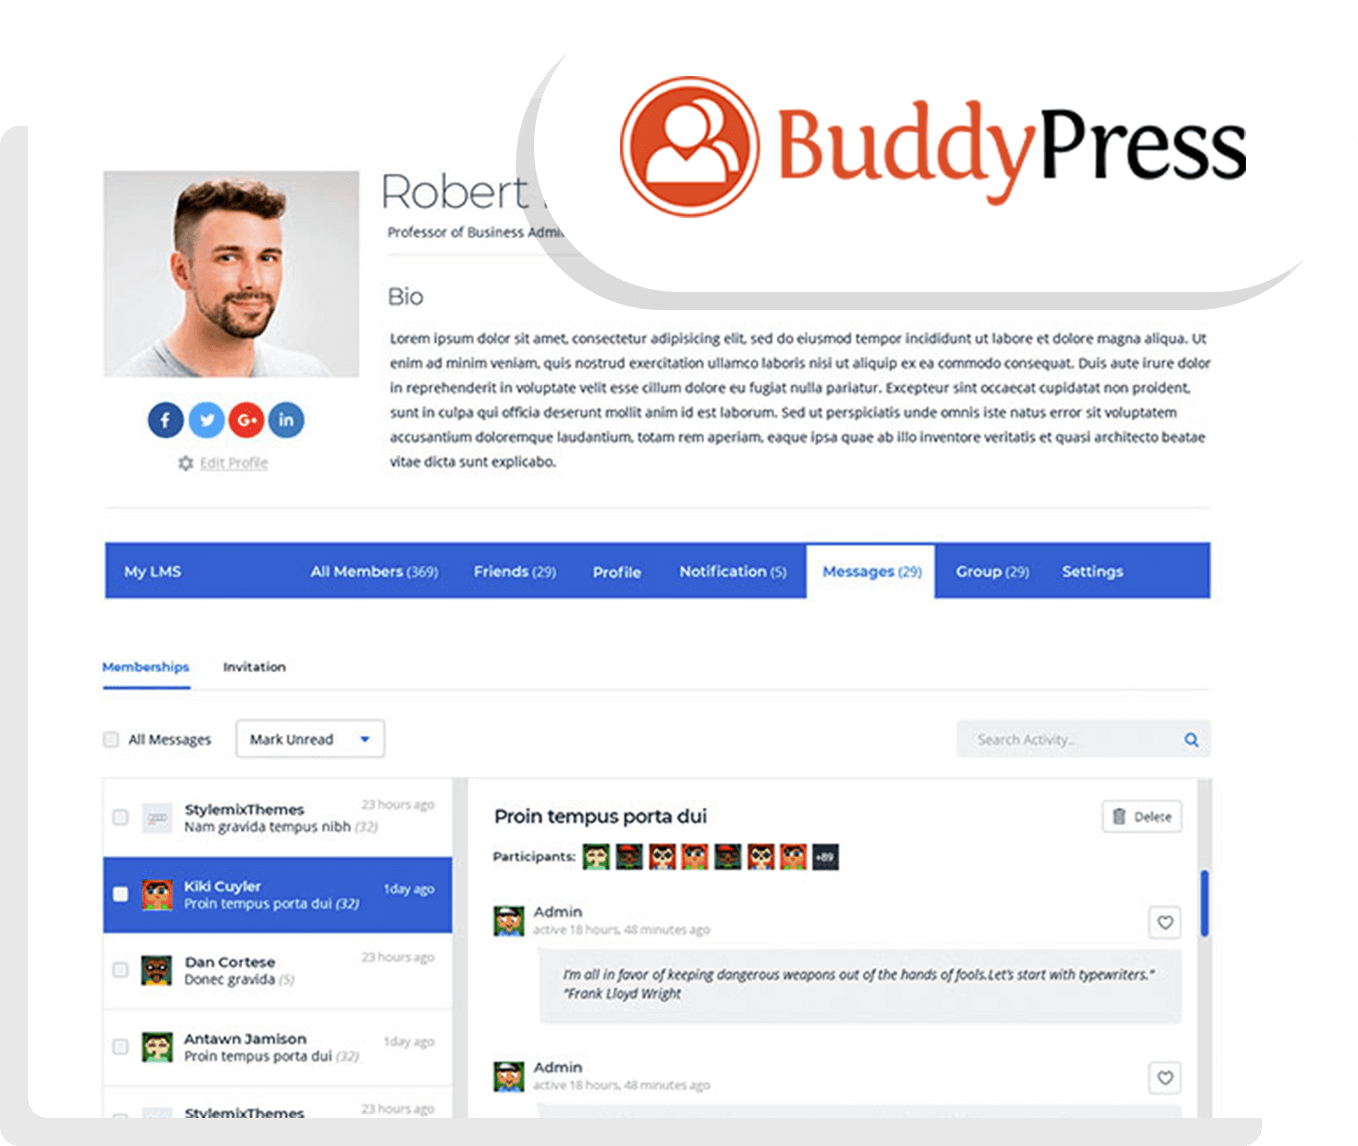 BuddyPress
Robert
Professor of Business
Bio
Lorem ipsum dolor sit amet, consectetur adipisicing elit, sed do eiusmod tempor incididunt ut labore et dolore magna aliqua. Ut
enim ad minim veniam, quis nostrud exercitation ullamco laboris nisi ut aliquip ex ea commodo consequat. Duis aute irure dolor
in reprehenderit in voluptate velit esse cillum dolore eu fugiat nulla pariatur. Excepteur sint occaecat cupidatat non proident,
sunt in culpa qui officia deserunt mollit anim id est laborum. Sed ut perspiciatis unde omnis iste natus error sit voluptatem
accusantium doloremque laudantium, totam rem aperiam, eaque ipsa quae ab illo inventore veritatis et quasi architecto beatae
vitae dicta sunt explicabo.
f G+ in
Edit Profile
My LMS All Members (369) Friends (29) Profile Notification (5) Messages (29) Group (29) Settings
Memberships Invitation
All Messages Mark Unread Search Activity...
StylemixThemes 23 hours ago
Nam gravida tempus nibh (32)
Kiki Cuyler 1day ago
Proin tempus porta dui (32)
Dan Cortese 23 hours ago
Donec gravida (5)
Antawn Jamison 1day ago
Proin tempus porta dui (32)
StylemixThemes 23 hours ago
Proin tempus porta dui Delete
Participants: +89
Admin
active 18 hours, 48 minutes ago
I'm all in favor of keeping dangerous weapons out of the hands of fools.Let's start with typewriters."
"Frank Lloyd Wright
Admin
active 18 hours, 48 minutes ago